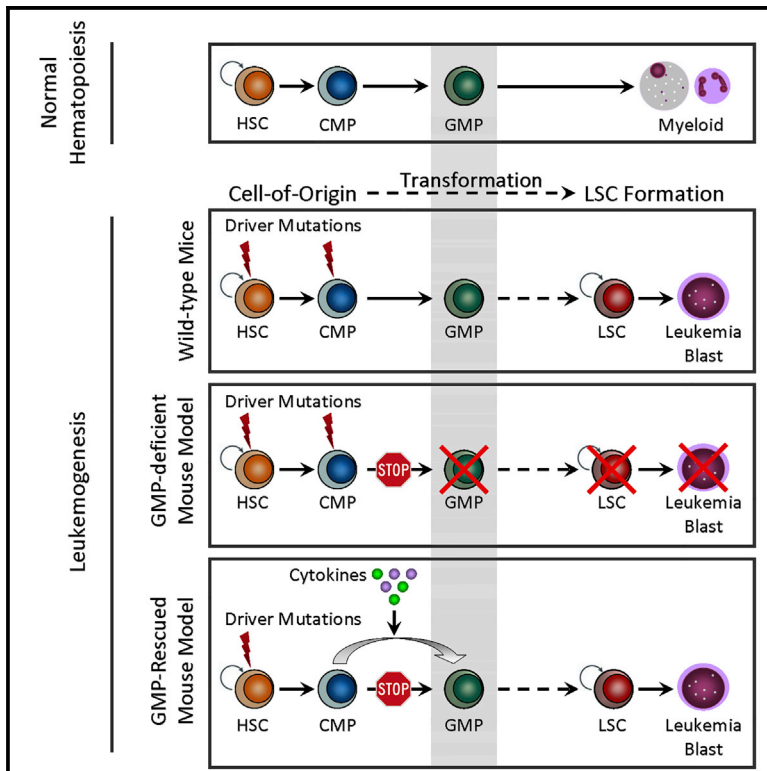 Normal
Hematopoiesis
HSC
CMP
GMP
Myeloid
Cell-of-Origin
Transformation
LSC Formation
Leukemogenesis
Wild-type Mice
Driver Mutations
HSC
CMP
GMP
LSC
Leukemia
Blast
GMP-deficient
Mouse Model
Driver Mutations
HSC
CMP
STOP
GMP
LSC
Leukemia
Blast
GMP-Rescued
Mouse Model
Cytokines
Driver Mutations
HSC
CMP
STOP
GMP
LSC
Leukemia
Blast